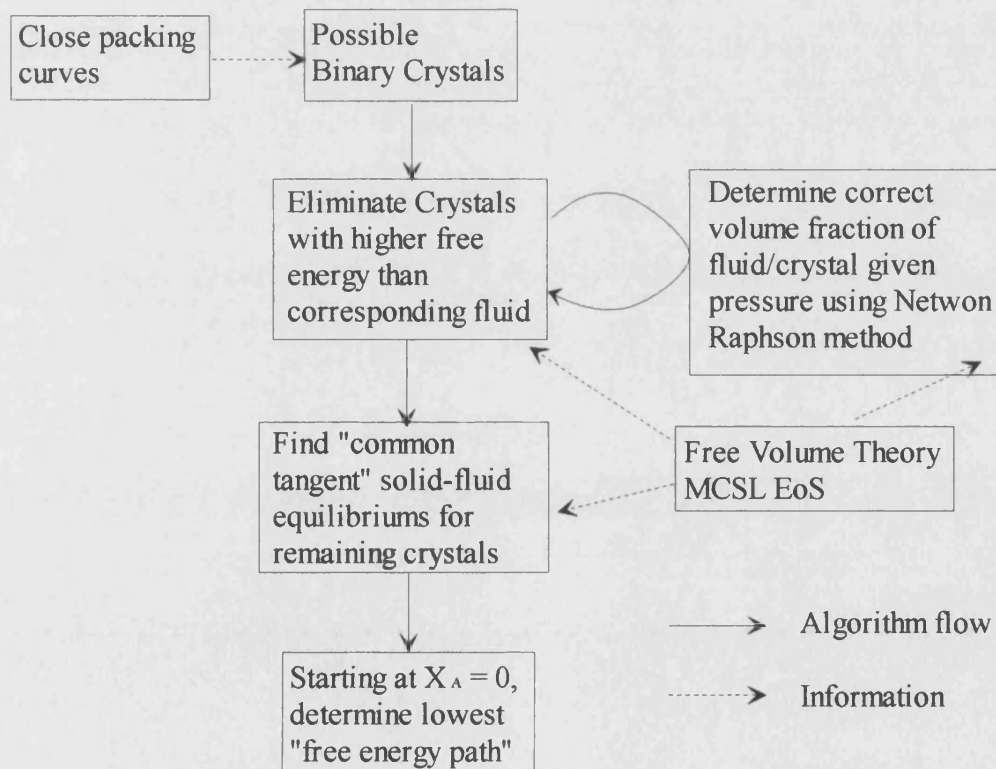 Close packing
curves
Possible
Binary Crystals
Eliminate Crystals
with higher free
energy than
corresponding fluid
Determine correct
volume fraction of
fluid/crystal given
pressure using Netwon
Raphson method
Free Volume Theory
MCSL EoS
Find "common
tangent" solid-fluid
equilibriums for
remaining crystals
Starting at X A = 0,
determine lowest
"free energy path"
Algorithm flow
Information